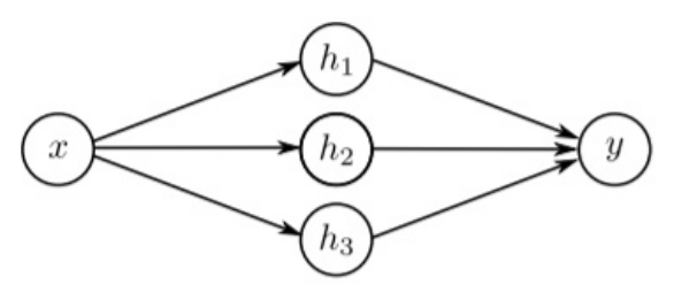 h₁
x h₂ y
h₃